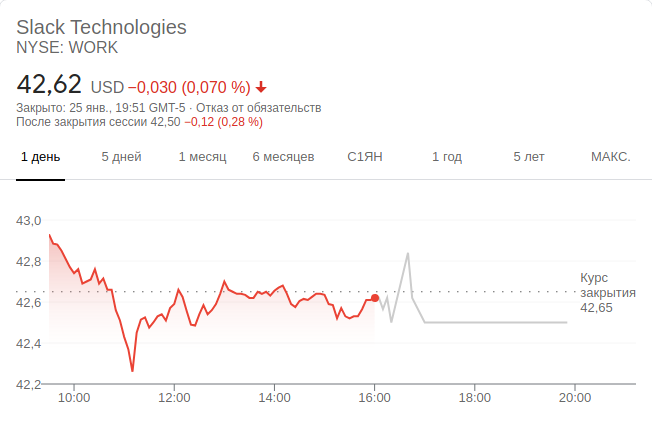 Slack Technologies
NYSE: WORK
42,62 USD −0,030 (0,070 %)
Закрыто: 25 янв., 19:51 GMT-5 · Отказ от обязательств
После закрытия сессии 42,50 −0,12 (0,28 %)
1 день 5 дней 1 месяц 6 месяцев С1ЯН 1 год 5 лет МАКС.
43,0
42,8
42,6
42,4
42,2
Курс
закрытия
42,65
10:00 12:00 14:00 16:00 18:00 20:00